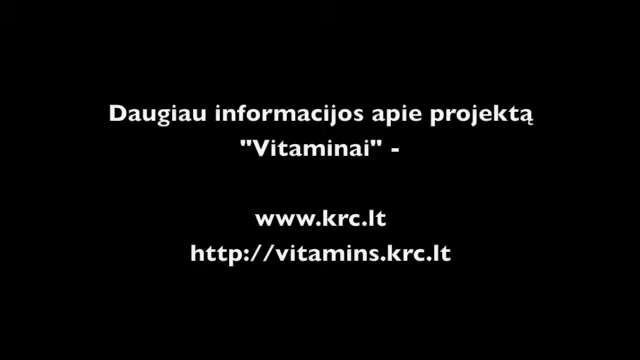 Daugiau informacijos apie projektą
"Vitaminai" -
www.krc.lt
http://vitamins.krc.lt